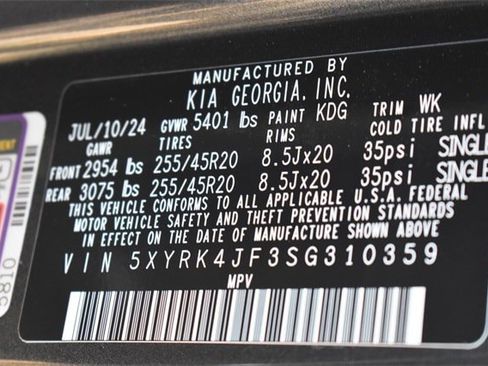 MANUFACTURED BY
KIA GEORGIA, INC.
JUL/10/24 GVWR 5401 lbs PAINT KDG TRIM WK
GAWR TIRES RIMS COLD TIRE INFL
FRONT 2954 lbs 255/45R20 8.5Jx20 35psi SINGLE
REAR 3075 lbs 255/45R20 8.5Jx20 35psi SINGLE
THIS VEHICLE CONFORMS TO ALL APPLICABLE U.S.A. FEDERAL
MOTOR VEHICLE SAFETY AND THEFT PREVENTION STANDARDS
IN EFFECT ON THE DATE OF MANUFACTURE SHOWN ABOVE
VIN 5XYRK4JF3SG310359
MPV
5810